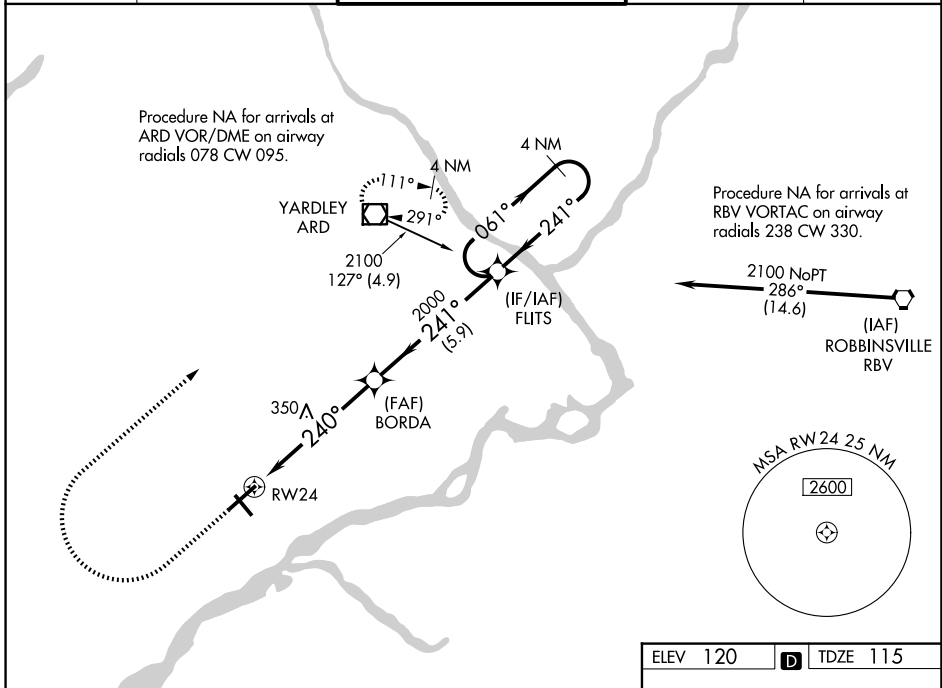 Procedure NA for arrivals at
ARD VOR/DME on airway
radials 078 CW 095.
4 NM
4 NM
111°
291°
YARDLEY
ARD
2100
127° (4.9)
061°
241°
Procedure NA for arrivals at
RBV VORTAC on airway
radials 238 CW 330.
2100 NoPT
286°
(14.6)
(IAF)
ROBBINSVILLE
RBV
(IF/IAF)
FLITS
2000
241°
(5.9)
(FAF)
BORDA
350
240°
RW24
MSA RW 24 25 NM
2600
ELEV 120 D TDZE 115